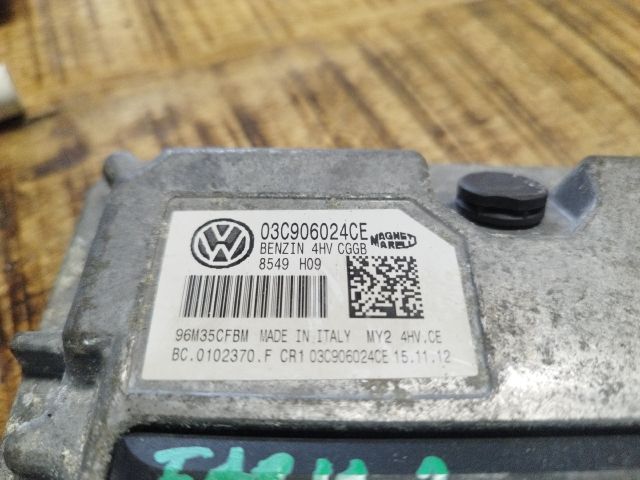 03C906024CE
BENZIN 4HV CGGB MAGNETI MARELLI
8549 H09
96M35CFBM MADE IN ITALY MY2 4HV.CE
BC.0102370.F CR1 03C906024CE 15.11.12